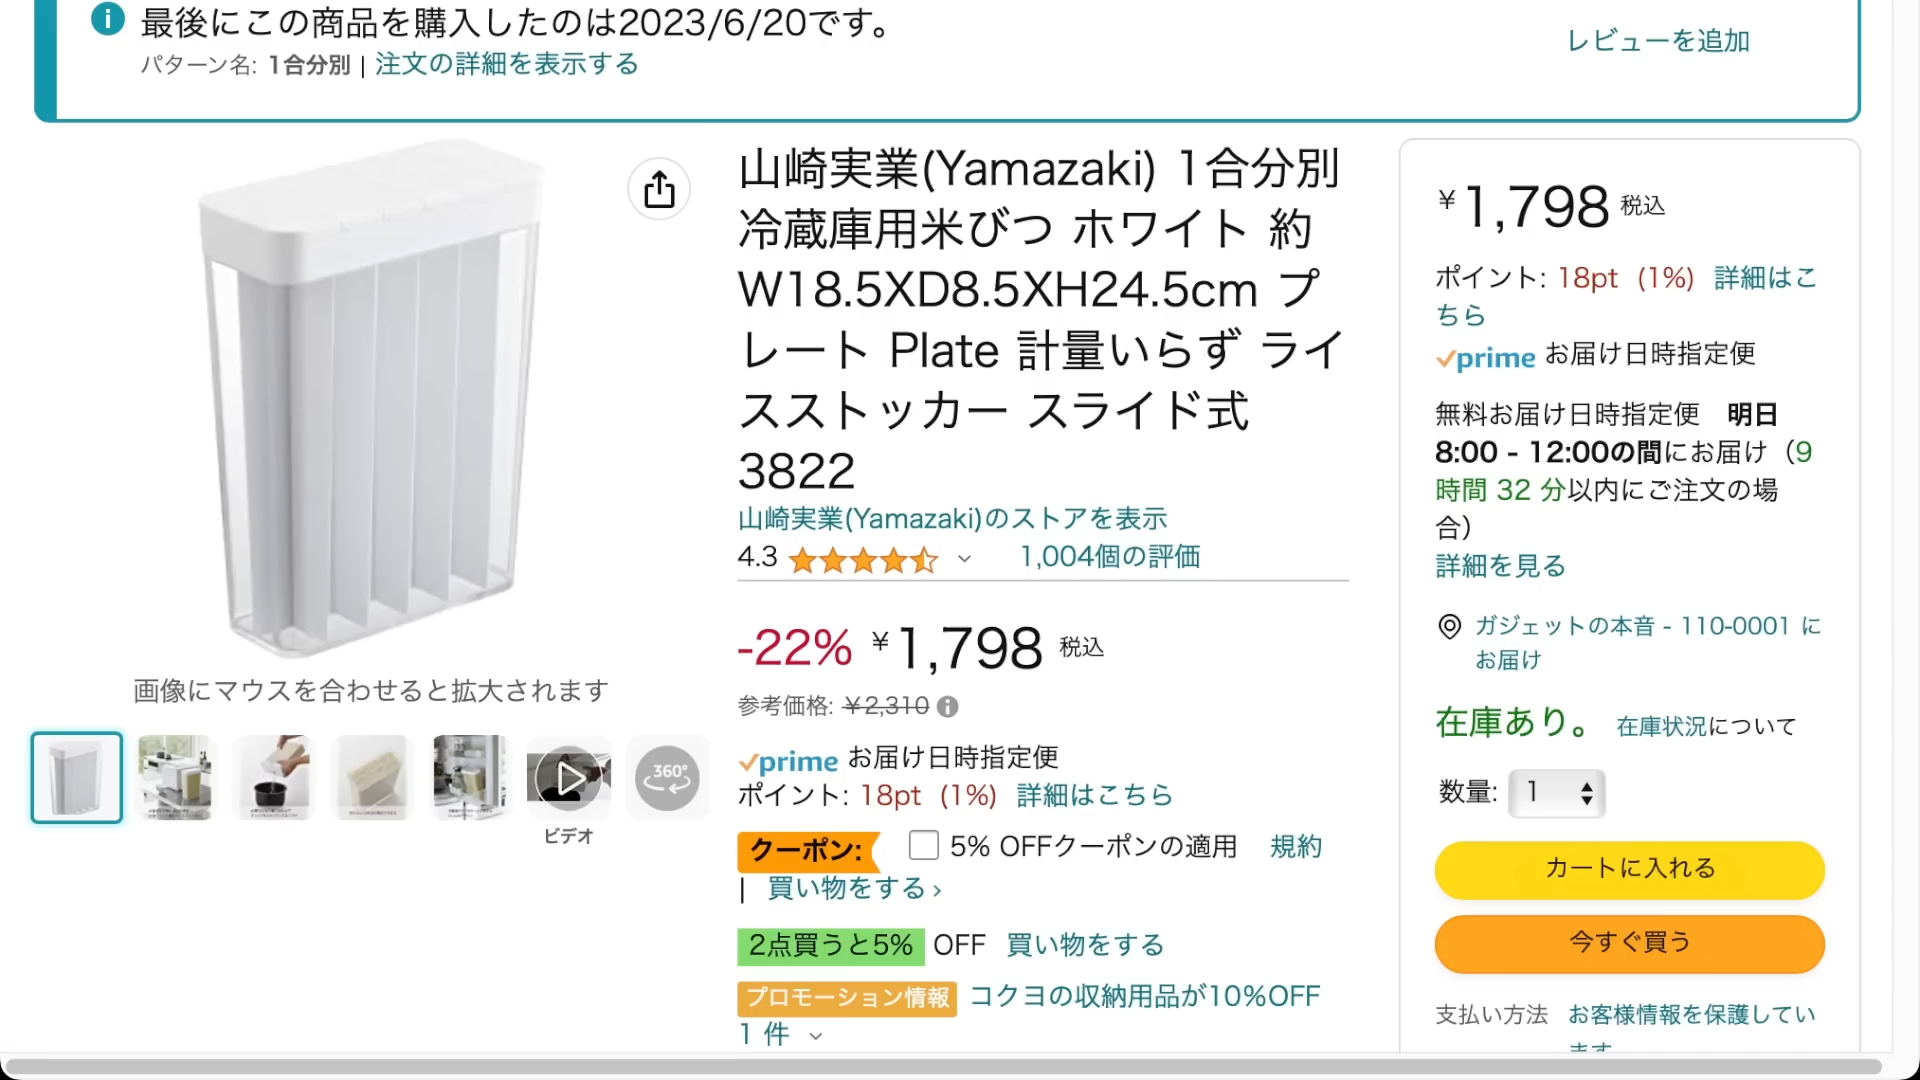 最後にこの商品を購入したのは2023/6/20です。
パターン名: 1合分別 | 注文の詳細を表示する
レビューを追加
山崎実業(Yamazaki) 1合分別
冷蔵庫用米びつ ホワイト 約
W18.5XD8.5XH24.5cm プ
レート Plate 計量いらず ライ
スストッカー スライド式
3822
山崎実業(Yamazaki)のストアを表示
4.3 1,004個の評価
-22% ¥1,798 税込
参考価格: ¥2,310
prime お届け日時指定便
ポイント: 18pt (1%) 詳細はこちら
クーポン: 5% OFFクーポンの適用 規約
| 買い物をする ›
2点買うと5% OFF 買い物をする
プロモーション情報 コクヨの収納用品が10%OFF
1 件
画像にマウスを合わせると拡大されます
360°
ビデオ
¥1,798 税込
ポイント: 18pt (1%) 詳細はこ
ちら
prime お届け日時指定便
無料お届け日時指定便 明日
8:00 - 12:00の間にお届け（9
時間 32 分以内にご注文の場
合）
詳細を見る
ガジェットの本音 - 110-0001 に
お届け
在庫あり。 在庫状況について
数量: 1
カートに入れる
今すぐ買う
支払い方法 お客様情報を保護してい
ます